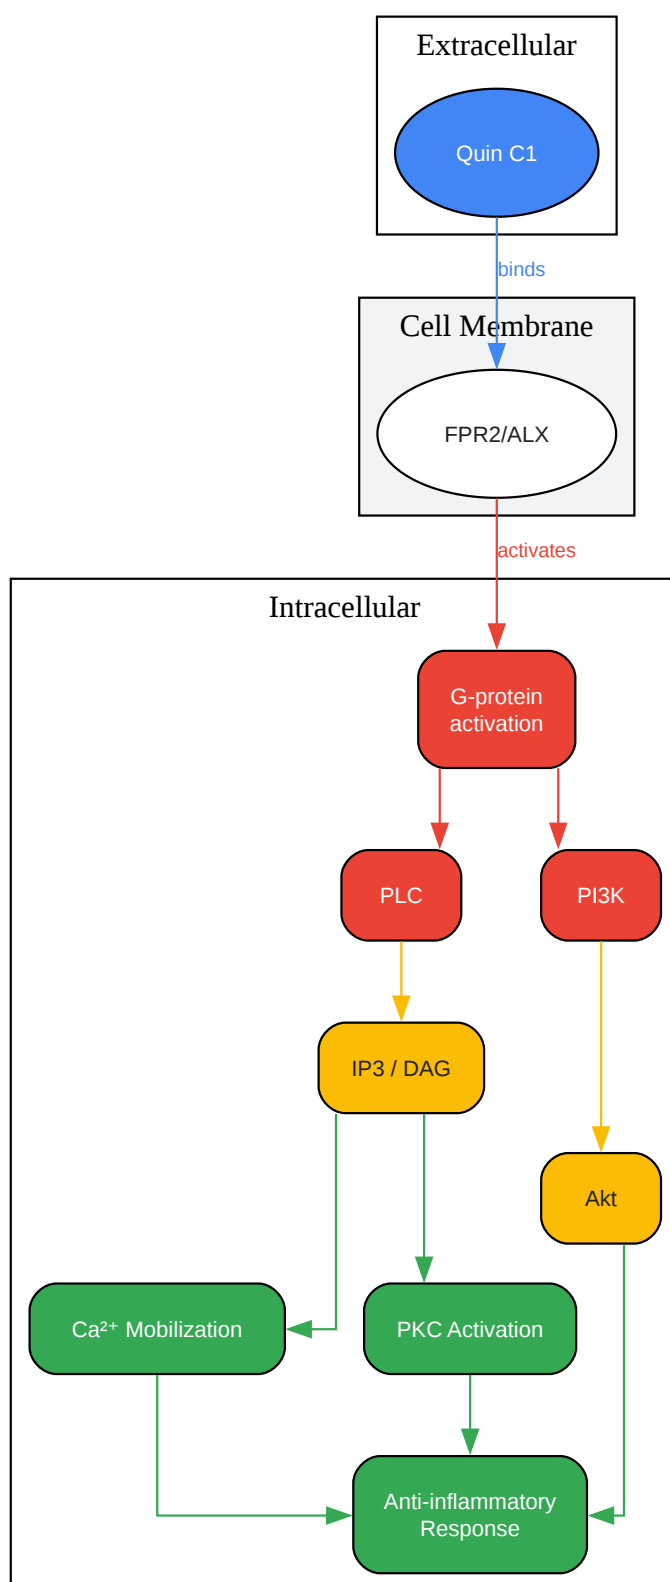 Extracellular
Quin C1
binds
Cell Membrane
FPR2/ALX
activates
Intracellular
G-protein
activation
PLC
PI3K
IP3 / DAG
Akt
Ca²⁺ Mobilization
PKC Activation
Anti-inflammatory
Response